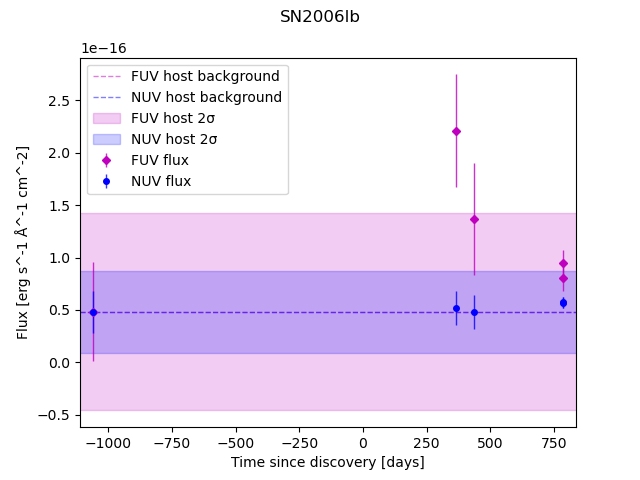 SN2006lb
1e−16
FUV host background
NUV host background
FUV host 2σ
NUV host 2σ
FUV flux
NUV flux
2.5
2.0
1.5
1.0
0.5
0.0
−0.5
Flux [erg s^-1 Å^-1 cm^-2]
−1000 −750 −500 −250 0 250 500 750
Time since discovery [days]